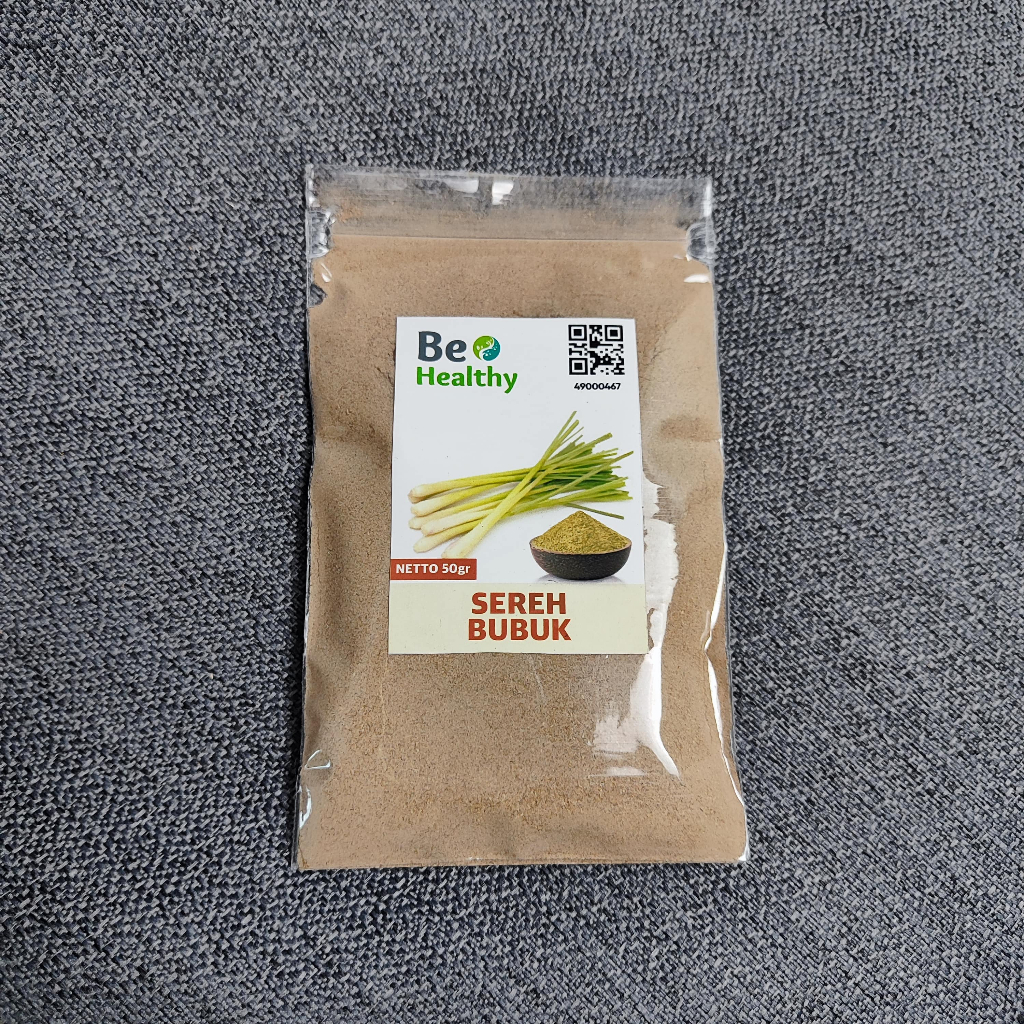 Be
Healthy
49000467
NETTO 50gr
SEREH
BUBUK